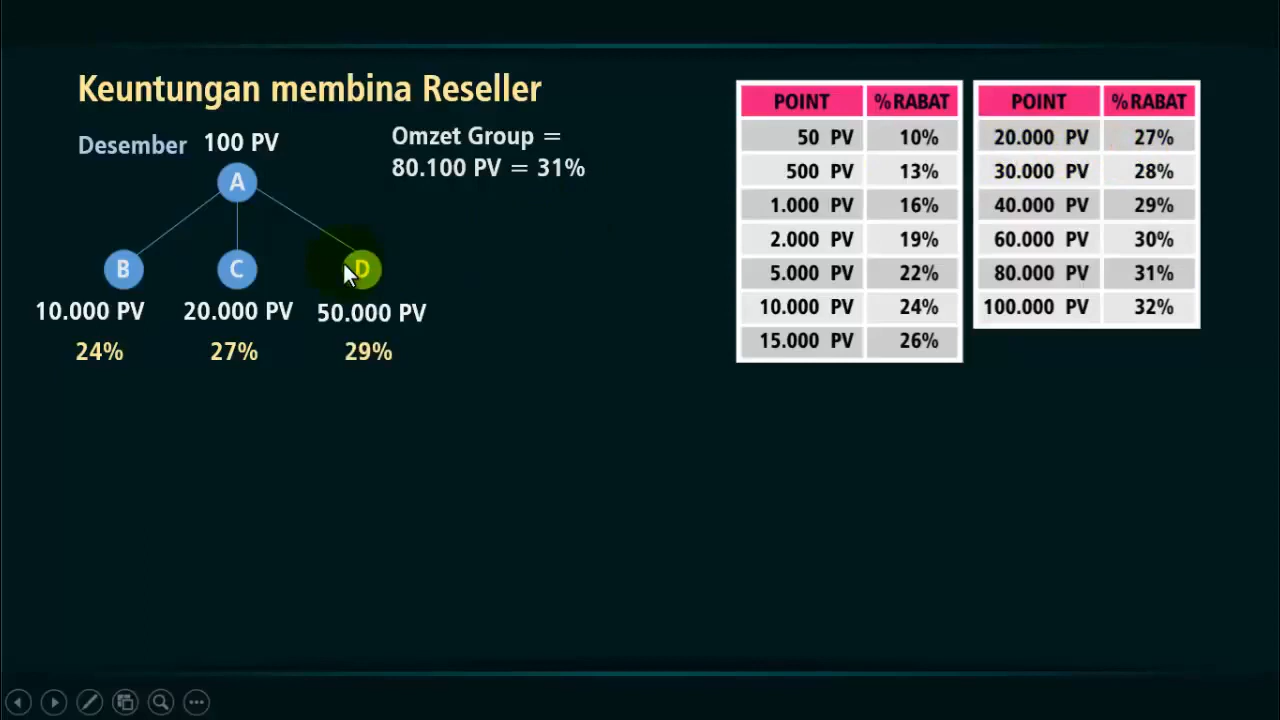 Keuntungan membina Reseller
Desember
100 PV
Omzet Group =
80.100 PV = 31%
A
B
C
D
10.000 PV
20.000 PV
50.000 PV
24%
27%
29%
POINT %RABAT
50 PV 10%
500 PV 13%
1.000 PV 16%
2.000 PV 19%
5.000 PV 22%
10.000 PV 24%
15.000 PV 26%
POINT %RABAT
20.000 PV 27%
30.000 PV 28%
40.000 PV 29%
60.000 PV 30%
80.000 PV 31%
100.000 PV 32%